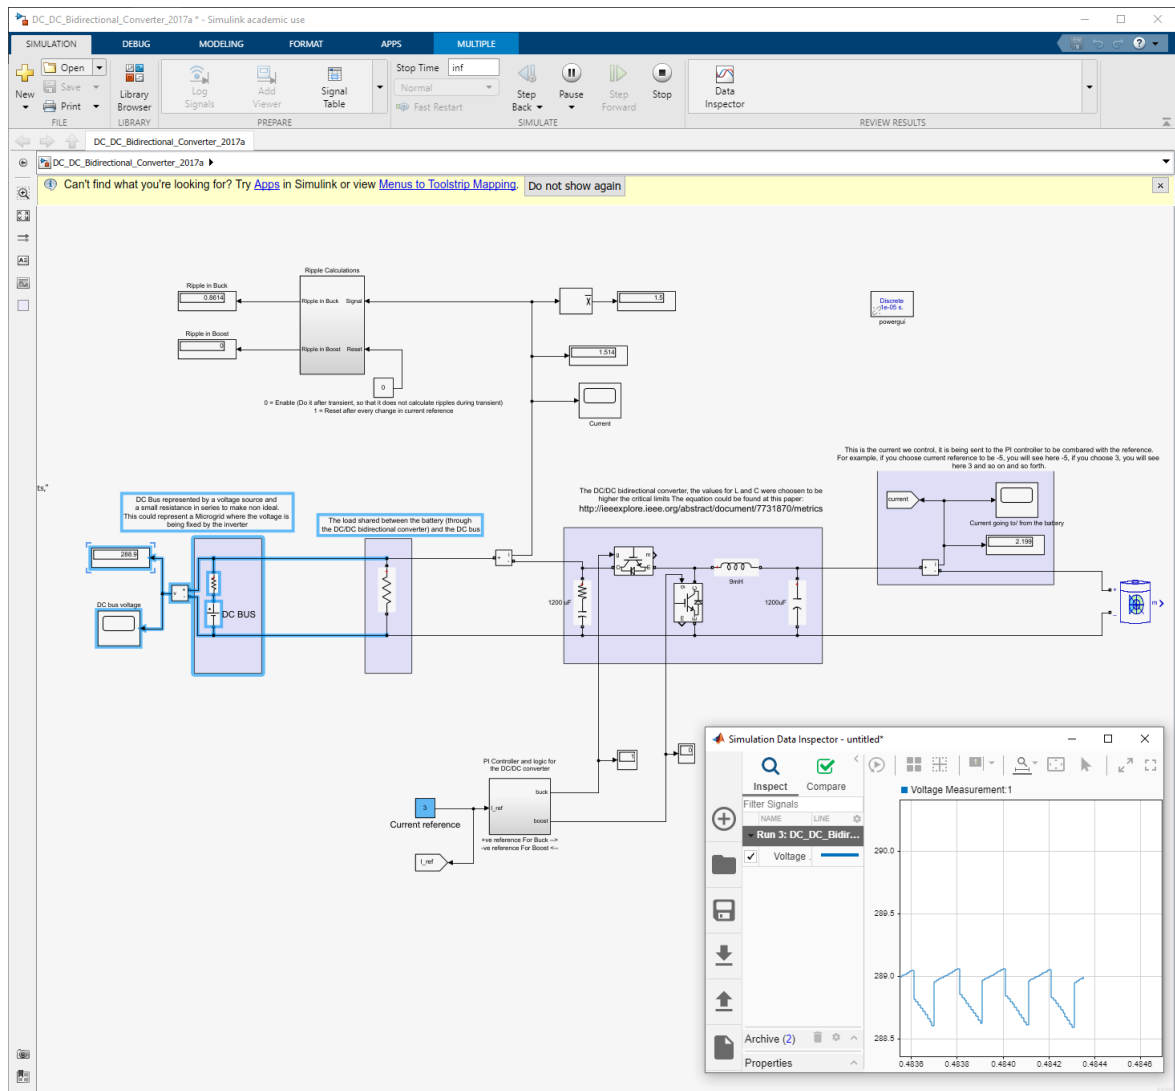 DC_DC_Bidirectional_Converter_2017a * - Simulink academic use
SIMULATION DEBUG MODELING FORMAT APPS MULTIPLE
New
Open
Save
Print
FILE
Library Browser
LIBRARY
Log Signals
Add Viewer
Signal Table
PREPARE
Stop Time inf
Normal
Fast Restart
Step Back
Pause
Step Forward
Stop
SIMULATE
Data Inspector
REVIEW RESULTS
DC_DC_Bidirectional_Converter_2017a
DC_DC_Bidirectional_Converter_2017a
Can't find what you're looking for? Try Apps in Simulink or view Menus to Toolstrip Mapping. Do not show again
Ripple Calculations
Ripple in Buck
0.8614
Ripple in Buck Signal
Ripple in Boost
0
Ripple in Boost Reset
0
0 = Enable (Do it after transient, so that it does not calculate ripples during transient)
1 = Reset after every change in current reference
x
1.5
1.514
Current
Discrete
1e-05 s.
powergui
This is the current we control, it is being sent to the PI controller to be combared with the reference.
For example, if you choose current reference to be -5, you will see here -5, if you choose 3, you will see
here 3 and so on and so forth.
current
Current going to/ from the battery
2.199
ts,"
DC Bus represented by a voltage source and
a small resistance in series to make non ideal.
This could represent a Microgrid where the voltage is
being fixed by the inverter
The load shared between the battery (through
the DC/DC bidirectional converter) and the DC bus
The DC/DC bidirectional converter, the values for L and C were choosen to be
higher the critical limits The equation could be found at this paper:
http://ieeexplore.ieee.org/abstract/document/7731870/metrics
288.9
DC bus voltage
v
DC BUS
i
1200 uF
g m
9mH
1200uF
i
m
PI Controller and logic for
the DC/DC converter
1
0
3
Current reference
I_ref
buck
boost
+ve reference For Buck -->
-ve reference For Boost <--
I_ref
Simulation Data Inspector - untitled*
Inspect Compare
Filter Signals
NAME LINE
Run 3: DC_DC_Bidir...
Voltage ...
Archive (2)
Properties
1
Voltage Measurement:1
290.0
289.5
289.0
288.5
0.4836 0.4838 0.4840 0.4842 0.4844 0.4846